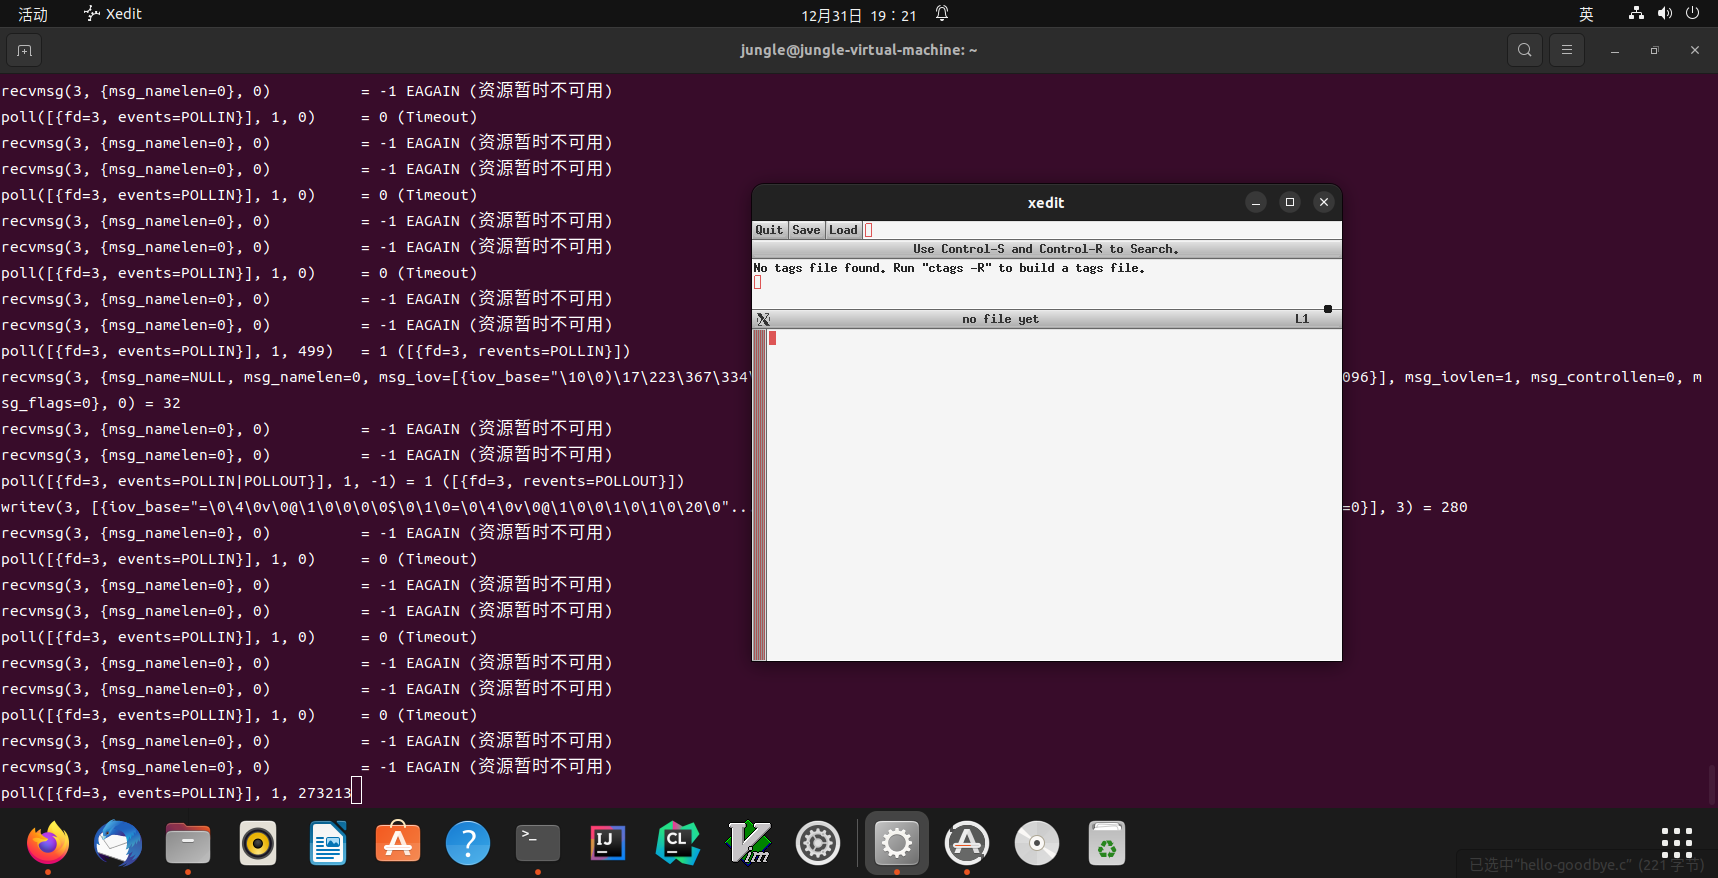 活动 Xedit 12月31日 19：21 英
jungle@jungle-virtual-machine: ~
recvmsg(3, {msg_namelen=0}, 0)          = -1 EAGAIN (资源暂时不可用)
poll([{fd=3, events=POLLIN}], 1, 0)     = 0 (Timeout)
recvmsg(3, {msg_namelen=0}, 0)          = -1 EAGAIN (资源暂时不可用)
recvmsg(3, {msg_namelen=0}, 0)          = -1 EAGAIN (资源暂时不可用)
poll([{fd=3, events=POLLIN}], 1, 0)     = 0 (Timeout)
recvmsg(3, {msg_namelen=0}, 0)          = -1 EAGAIN (资源暂时不可用)
recvmsg(3, {msg_namelen=0}, 0)          = -1 EAGAIN (资源暂时不可用)
poll([{fd=3, events=POLLIN}], 1, 0)     = 0 (Timeout)
recvmsg(3, {msg_namelen=0}, 0)          = -1 EAGAIN (资源暂时不可用)
recvmsg(3, {msg_namelen=0}, 0)          = -1 EAGAIN (资源暂时不可用)
poll([{fd=3, events=POLLIN}], 1, 499)   = 1 ([{fd=3, revents=POLLIN}])
recvmsg(3, {msg_name=NULL, msg_namelen=0, msg_iov=[{iov_base="\10\0)\17\223\367\334\ 096}], msg_iovlen=1, msg_controllen=0, m
sg_flags=0}, 0) = 32
recvmsg(3, {msg_namelen=0}, 0)          = -1 EAGAIN (资源暂时不可用)
recvmsg(3, {msg_namelen=0}, 0)          = -1 EAGAIN (资源暂时不可用)
poll([{fd=3, events=POLLIN|POLLOUT}], 1, -1) = 1 ([{fd=3, revents=POLLOUT}])
writev(3, [{iov_base="=\0\4\0v\0@\1\0\0\0\0$\0\1\0=\0\4\0v\0@\1\0\0\1\0\1\0\20\0"... =0}], 3) = 280
recvmsg(3, {msg_namelen=0}, 0)          = -1 EAGAIN (资源暂时不可用)
poll([{fd=3, events=POLLIN}], 1, 0)     = 0 (Timeout)
recvmsg(3, {msg_namelen=0}, 0)          = -1 EAGAIN (资源暂时不可用)
recvmsg(3, {msg_namelen=0}, 0)          = -1 EAGAIN (资源暂时不可用)
poll([{fd=3, events=POLLIN}], 1, 0)     = 0 (Timeout)
recvmsg(3, {msg_namelen=0}, 0)          = -1 EAGAIN (资源暂时不可用)
recvmsg(3, {msg_namelen=0}, 0)          = -1 EAGAIN (资源暂时不可用)
poll([{fd=3, events=POLLIN}], 1, 0)     = 0 (Timeout)
recvmsg(3, {msg_namelen=0}, 0)          = -1 EAGAIN (资源暂时不可用)
recvmsg(3, {msg_namelen=0}, 0)          = -1 EAGAIN (资源暂时不可用)
poll([{fd=3, events=POLLIN}], 1, 273213
xedit
Quit Save Load
Use Control-S and Control-R to Search.
No tags file found. Run "ctags -R" to build a tags file.
no file yet L1
>_ IJ CL Vim
已选中"hello-goodbye.c" (221 字节)